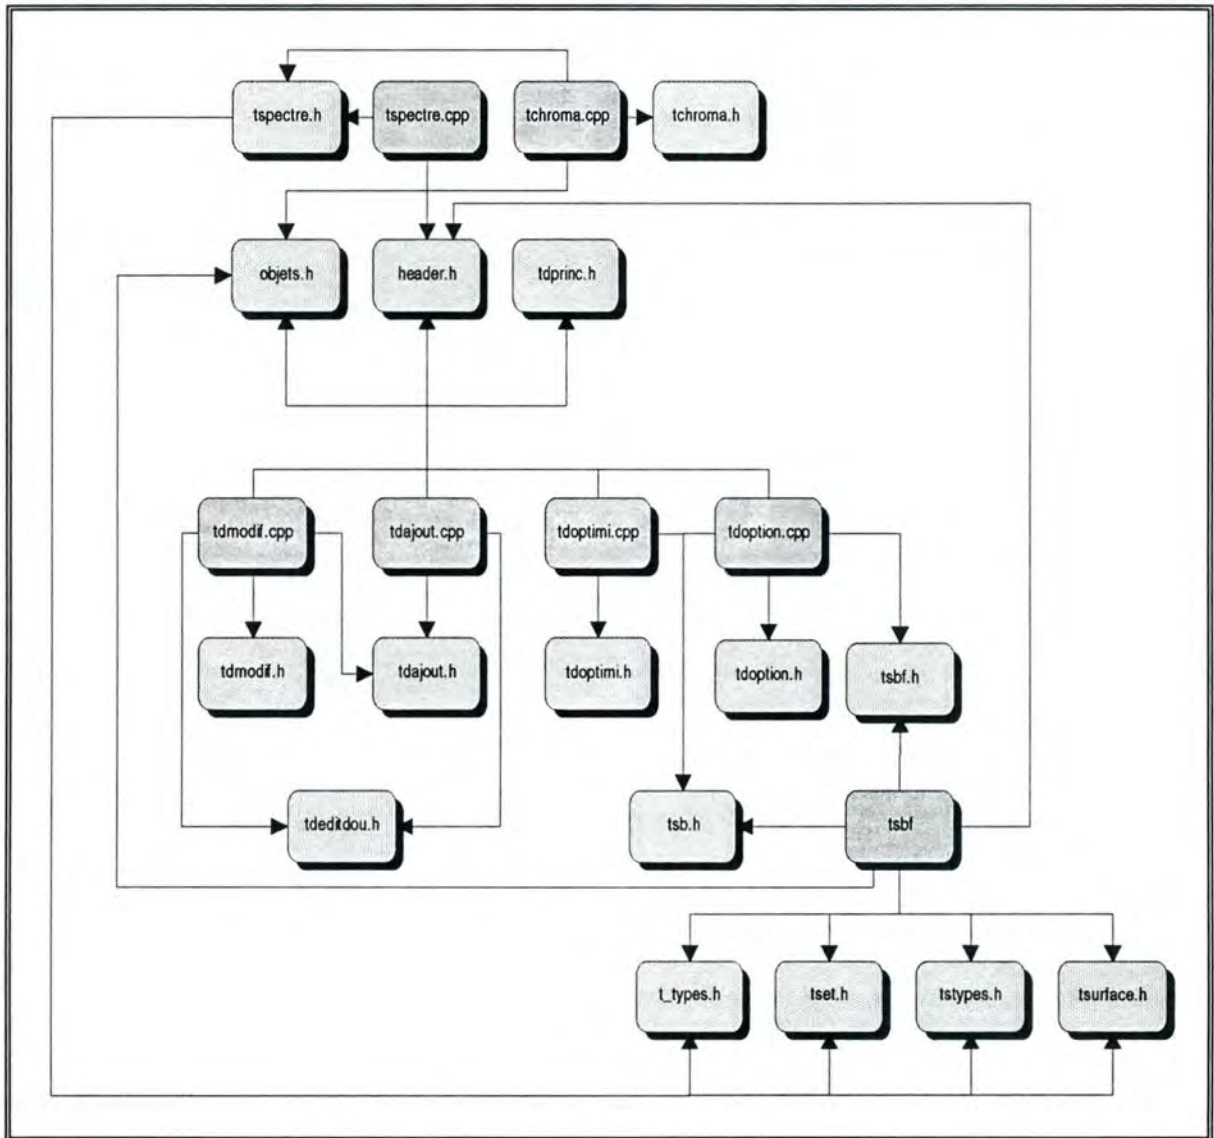 tspectre.h
tspectre.cpp
tchroma.cpp
tchroma.h
objets.h
header.h
tdprinc.h
tdmodif.cpp
tdajout.cpp
tdoptimi.cpp
tdoption.cpp
tdmodif.h
tdajout.h
tdoptimi.h
tdoption.h
tsbf.h
tdeditdou.h
tsb.h
tsbf
t_types.h
tset.h
tstypes.h
tsurface.h